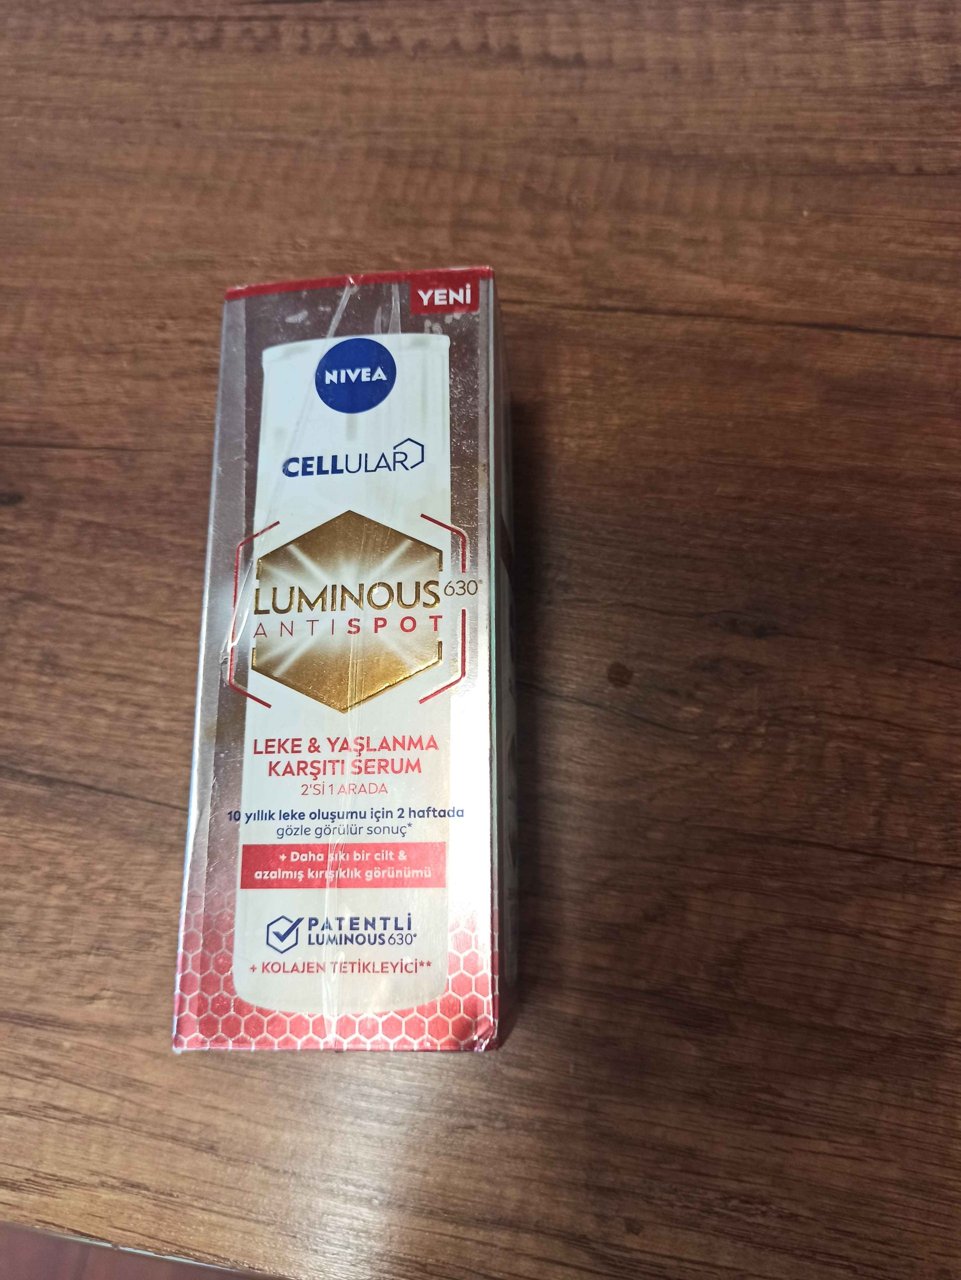 YENİ
NIVEA
CELLULAR
LUMINOUS630®
ANTISPOT
LEKE & YAŞLANMA
KARŞITI SERUM
2'Sİ 1 ARADA
10 yıllık leke oluşumu için 2 haftada
gözle görülür sonuç*
+ Daha sıkı bir cilt &
azalmış kırışıklık görünümü
PATENTLİ
LUMINOUS630®
+ KOLAJEN TETİKLEYİCİ**